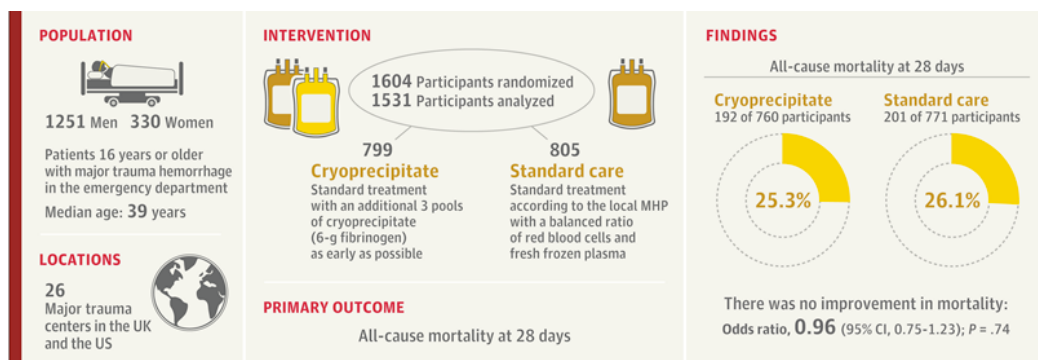 POPULATION
1251 Men 330 Women
Patients 16 years or older
with major trauma hemorrhage
in the emergency department
Median age: 39 years
LOCATIONS
26
Major trauma
centers in the UK
and the US
INTERVENTION
1604 Participants randomized
1531 Participants analyzed
799
Cryoprecipitate
Standard treatment
with an additional 3 pools
of cryoprecipitate
(6-g fibrinogen)
as early as possible
805
Standard care
Standard treatment
according to the local MHP
with a balanced ratio
of red blood cells and
fresh frozen plasma
PRIMARY OUTCOME
All-cause mortality at 28 days
FINDINGS
All-cause mortality at 28 days
Cryoprecipitate
192 of 760 participants
25.3%
Standard care
201 of 771 participants
26.1%
There was no improvement in mortality:
Odds ratio, 0.96 (95% CI, 0.75-1.23); P = .74